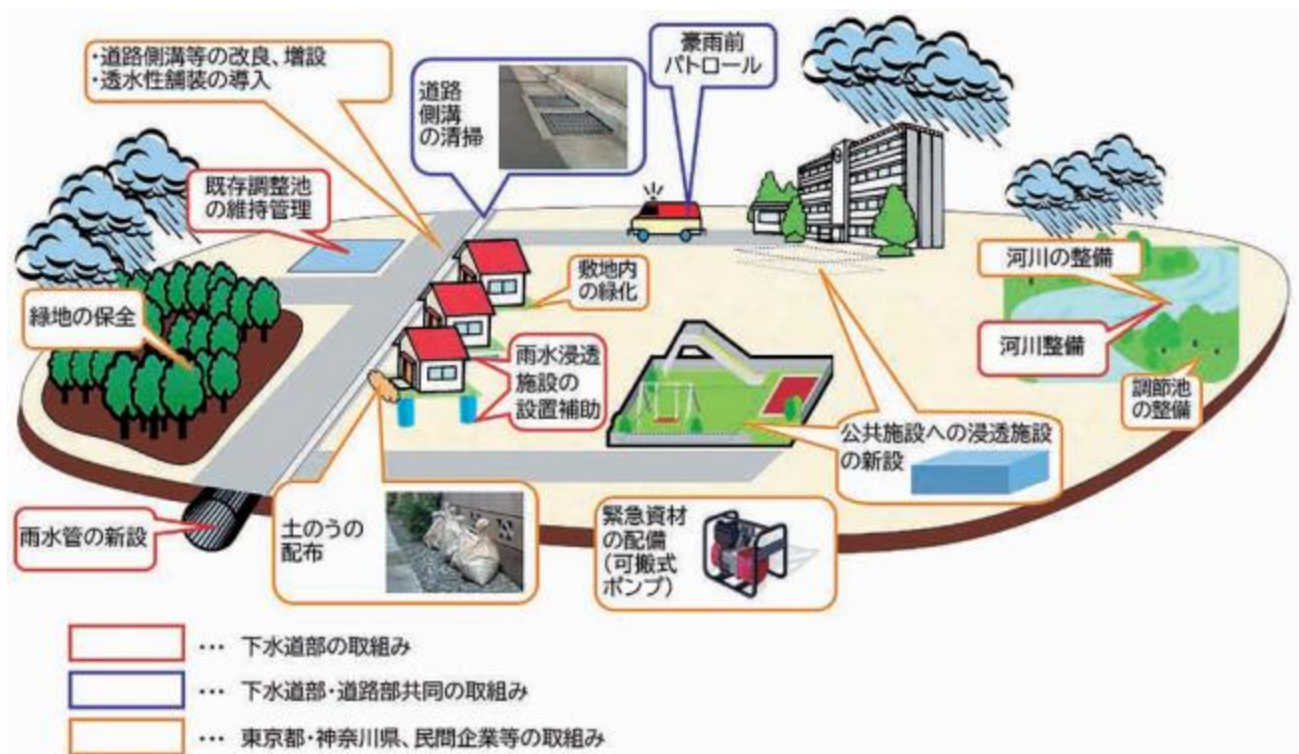 ・道路側溝等の改良、増設
・透水性舗装の導入
道路
側溝
の清掃
豪雨前
パトロール
既存調整池
の維持管理
緑地の保全
敷地内
の緑化
河川の整備
河川整備
調節池
の整備
雨水浸透
施設の
設置補助
公共施設への浸透施設
の新設
雨水管の新設
土のうの
配布
緊急資材
の配備
(可搬式
ポンプ)
… 下水道部の取組み
… 下水道部・道路部共同の取組み
… 東京都・神奈川県、民間企業等の取組み